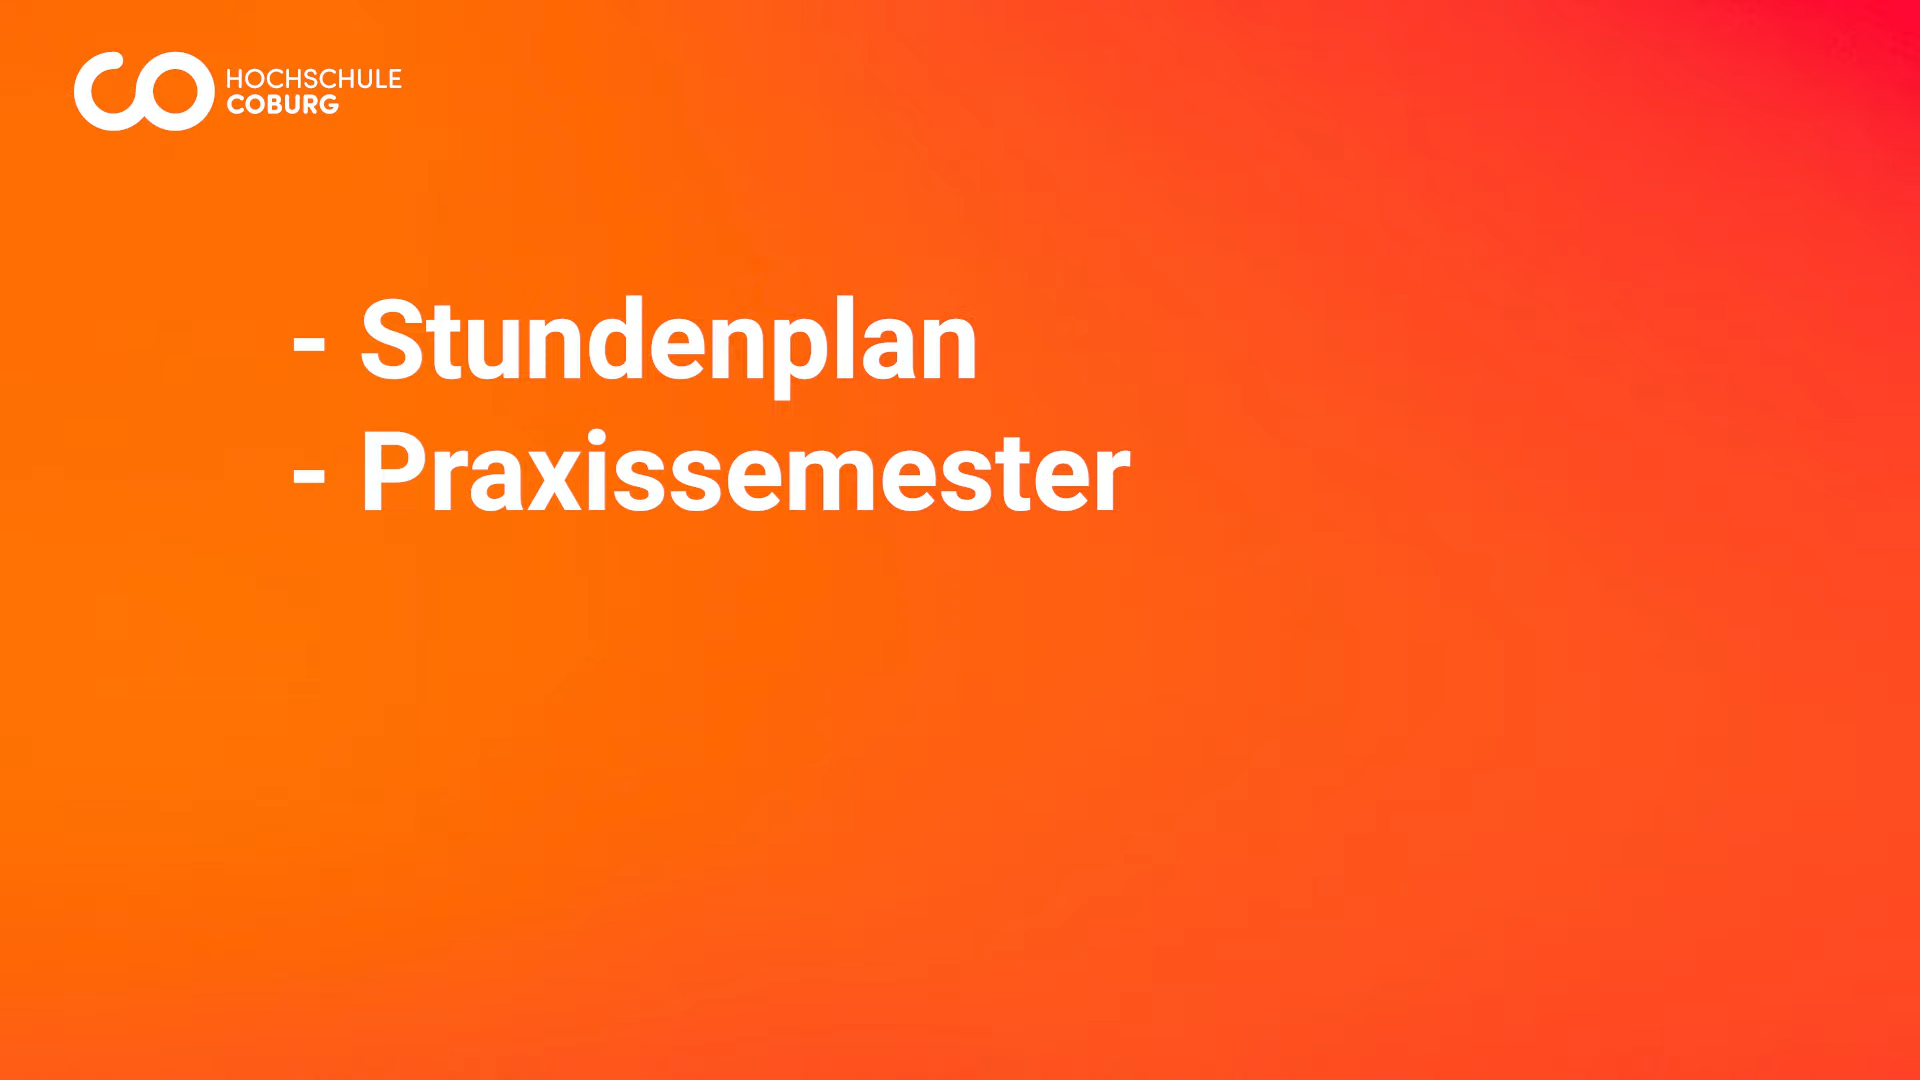 HOCHSCHULE
COBURG
- Stundenplan
- Praxissemester